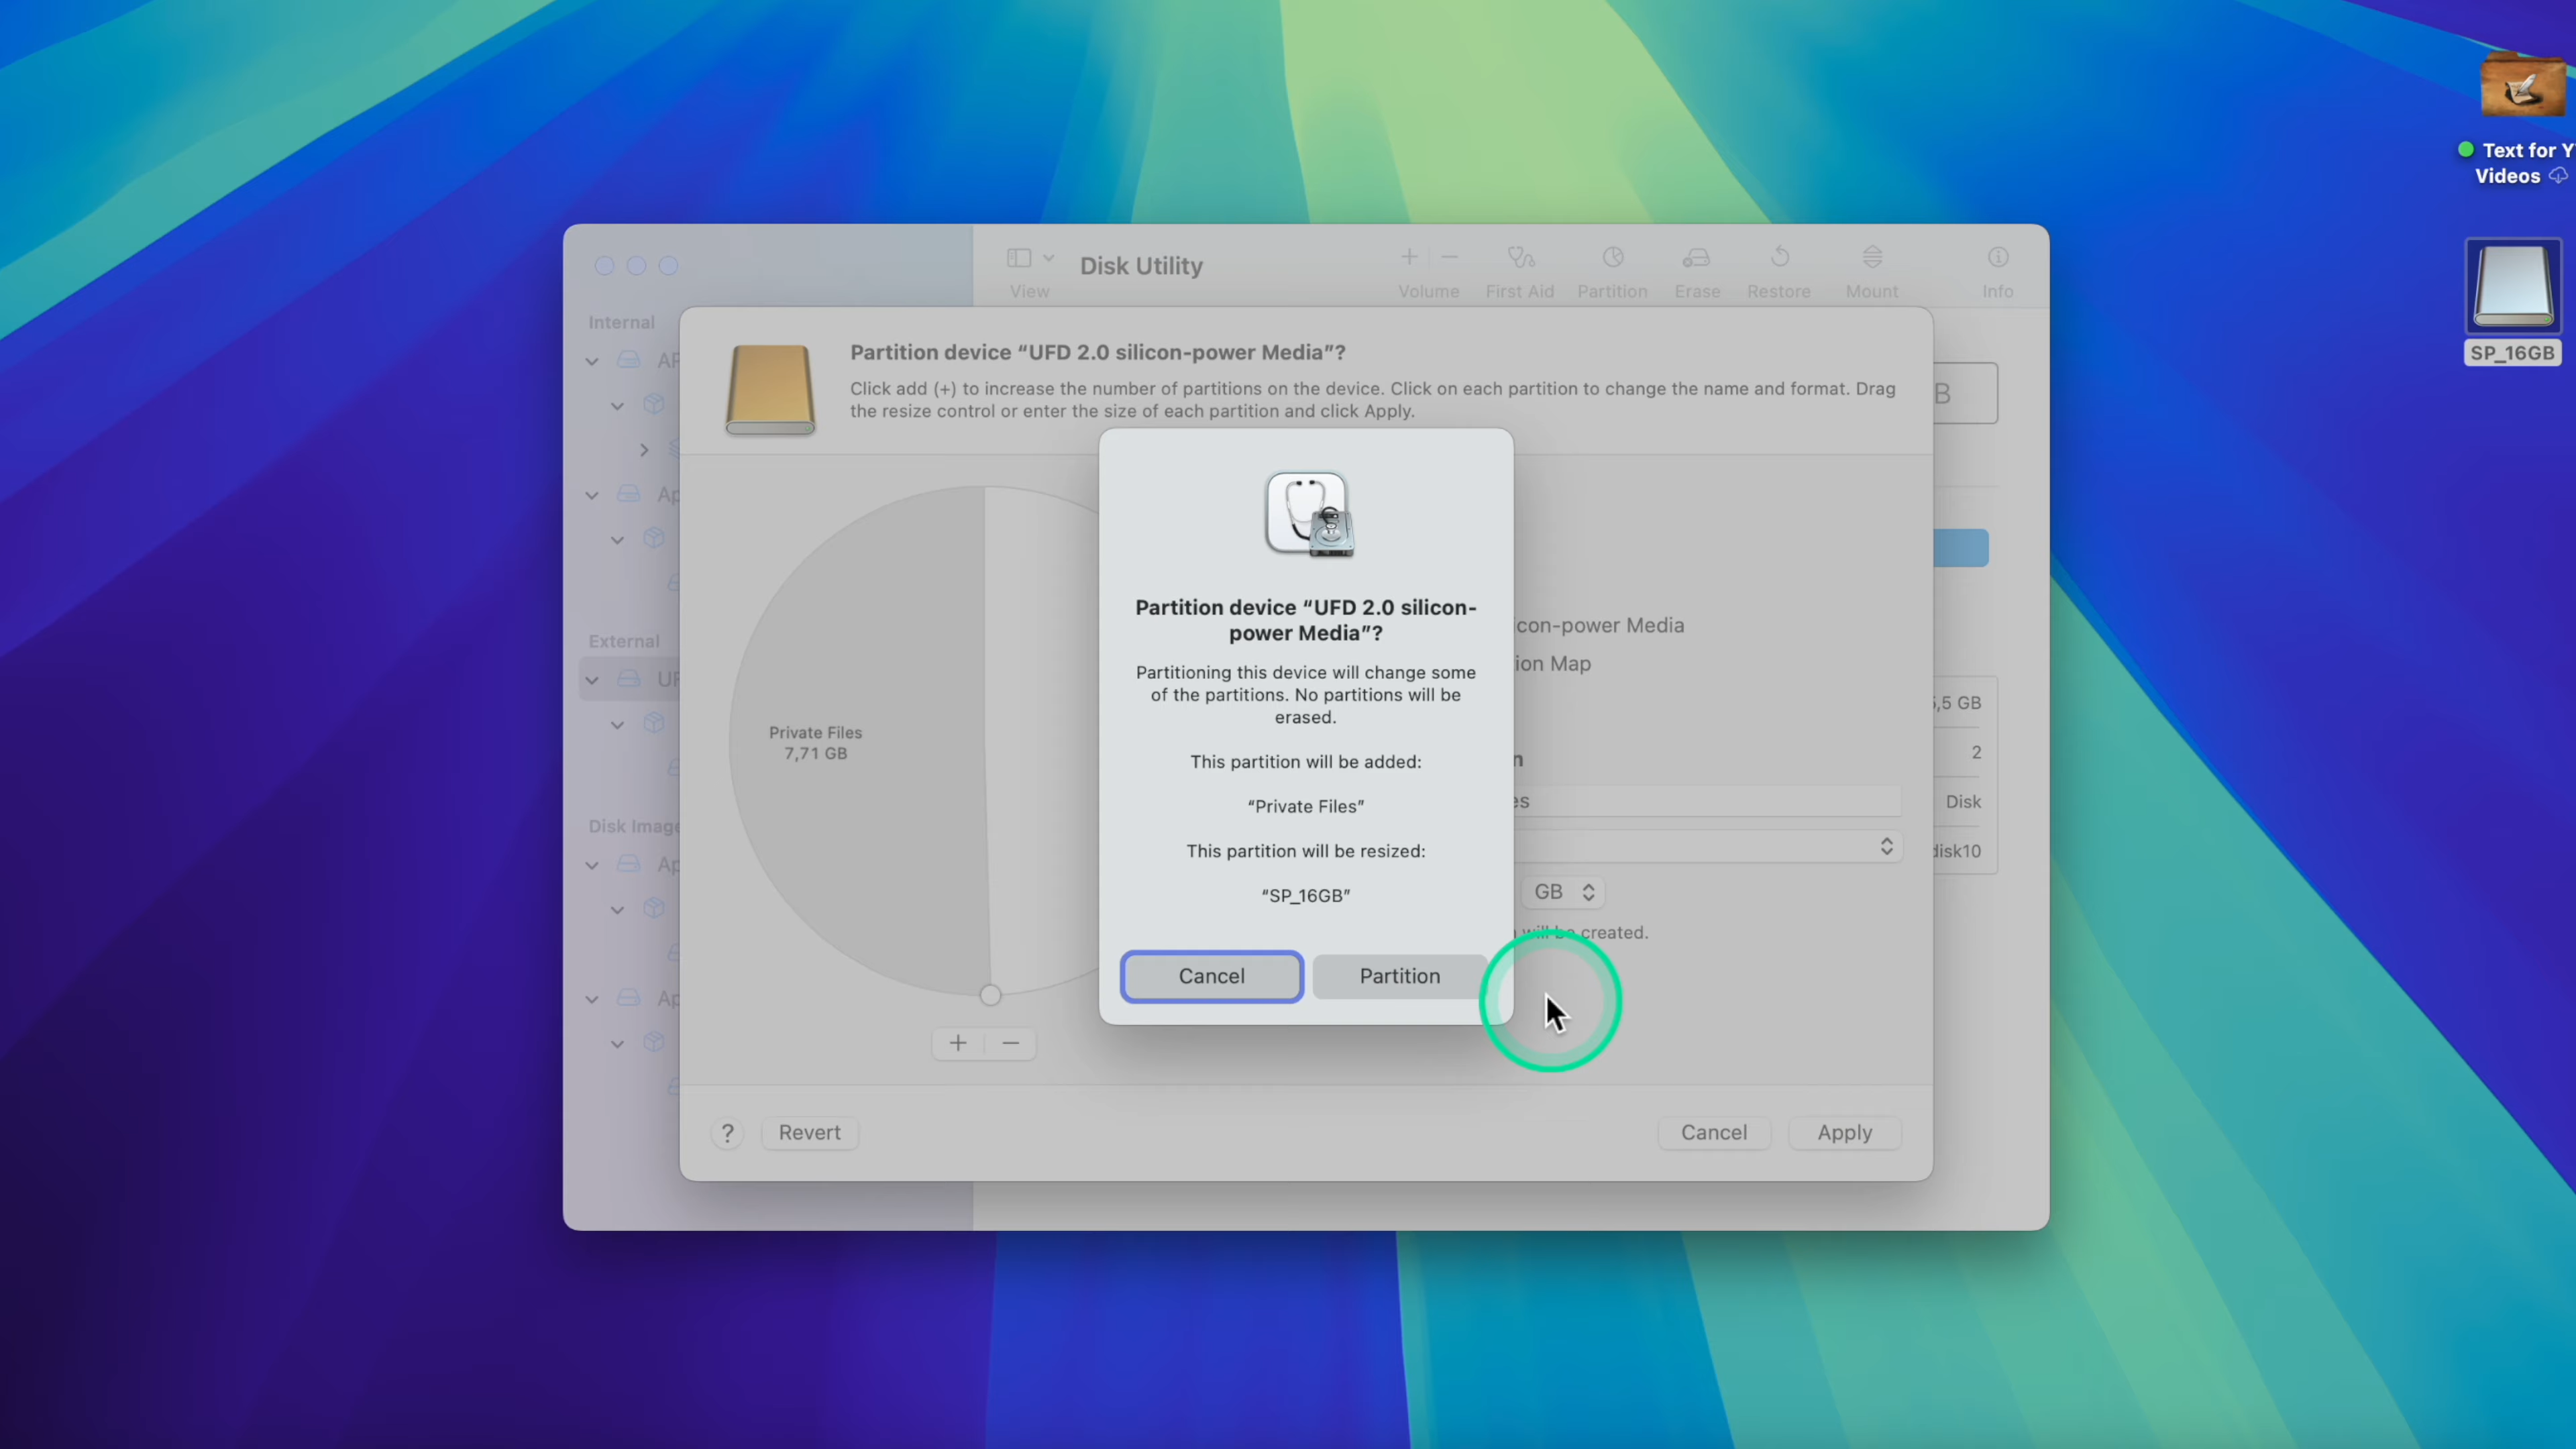 Text for Y
Videos
SP_16GB
Disk Utility
View
Volume
First Aid
Partition
Erase
Restore
Mount
Info
Internal
External
Disk Image
Partition device “UFD 2.0 silicon-power Media”?
Click add (+) to increase the number of partitions on the device. Click on each partition to change the name and format. Drag
the resize control or enter the size of each partition and click Apply.
Private Files
7,71 GB
Partition device “UFD 2.0 silicon-
power Media”?
Partitioning this device will change some
of the partitions. No partitions will be
erased.
This partition will be added:
“Private Files”
This partition will be resized:
“SP_16GB”
Cancel
Partition
con-power Media
ion Map
GB
will be created.
5,5 GB
2
Disk
disk10
?
Revert
Cancel
Apply